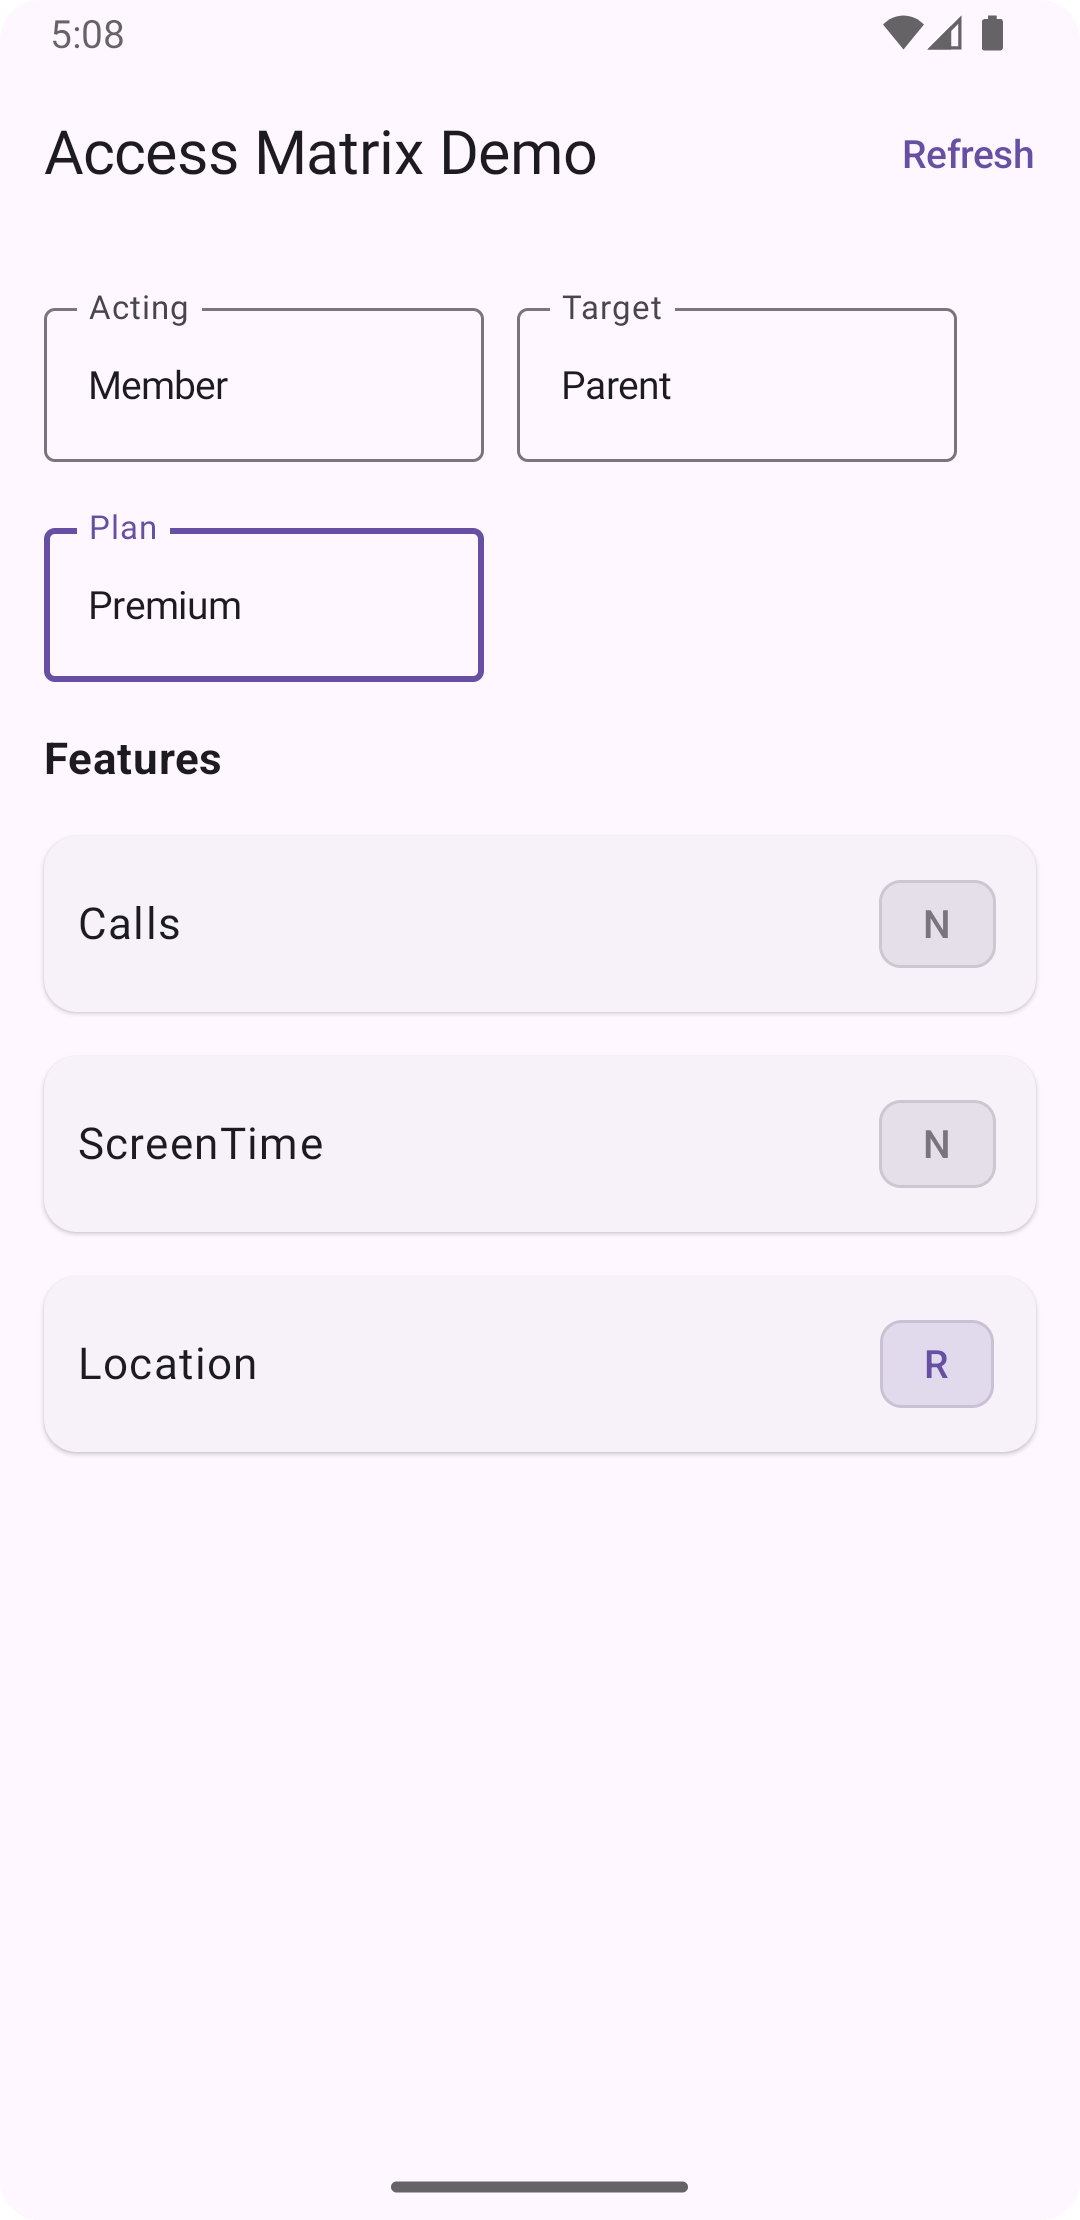 5:08
Access Matrix Demo
Refresh
Acting
Target
Member
Parent
Plan
Premium
Features
Calls
N
ScreenTime
N
Location
R